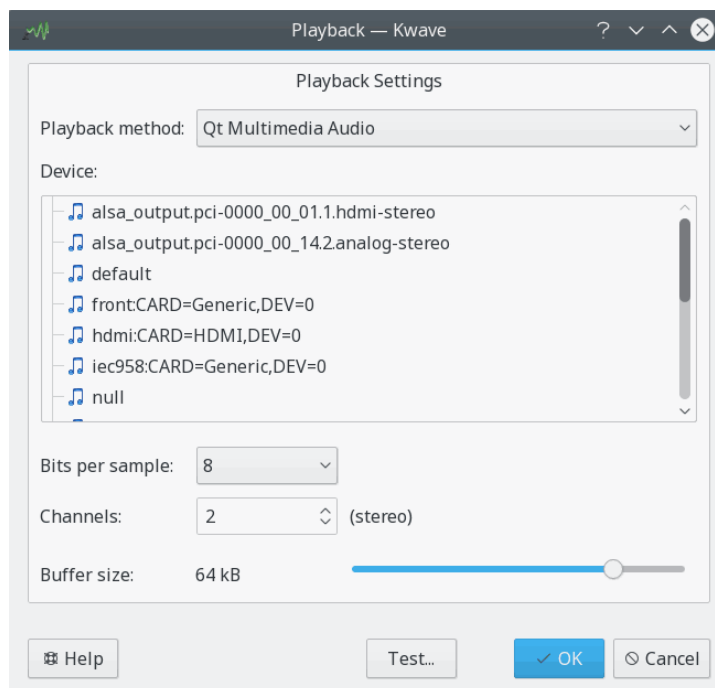 Playback — Kwave
Playback Settings
Playback method: Qt Multimedia Audio
Device:
alsa_output.pci-0000_00_01.1.hdmi-stereo
alsa_output.pci-0000_00_14.2.analog-stereo
default
front:CARD=Generic,DEV=0
hdmi:CARD=HDMI,DEV=0
iec958:CARD=Generic,DEV=0
null
Bits per sample: 8
Channels: 2 (stereo)
Buffer size: 64 kB
Help Test... OK Cancel